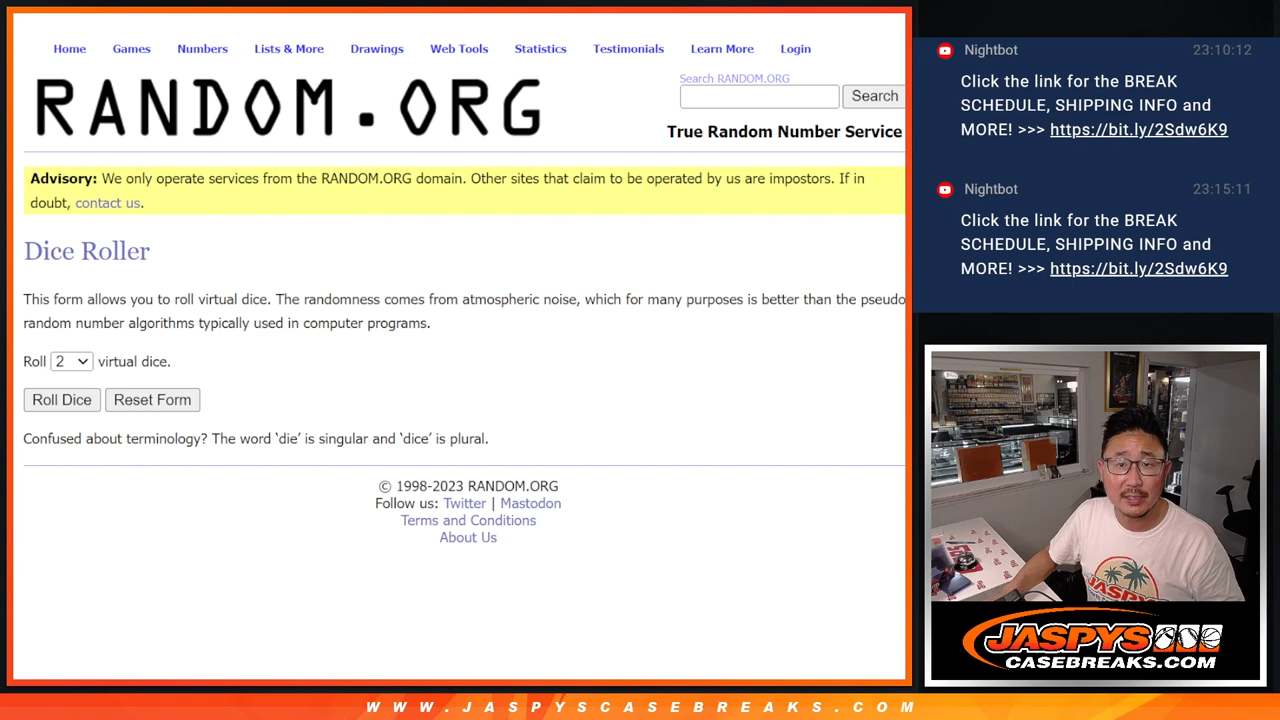 Home Games Numbers Lists & More Drawings Web Tools Statistics Testimonials Learn More Login
RANDOM.ORG
Search RANDOM.ORG
Search
True Random Number Service
Advisory: We only operate services from the RANDOM.ORG domain. Other sites that claim to be operated by us are impostors. If in
doubt, contact us.
Dice Roller
This form allows you to roll virtual dice. The randomness comes from atmospheric noise, which for many purposes is better than the pseudo
random number algorithms typically used in computer programs.
Roll 2 virtual dice.
Roll Dice Reset Form
Confused about terminology? The word ‘die’ is singular and ‘dice’ is plural.
© 1998-2023 RANDOM.ORG
Follow us: Twitter | Mastodon
Terms and Conditions
About Us
Nightbot 23:10:12
Click the link for the BREAK
SCHEDULE, SHIPPING INFO and
MORE! >>> https://bit.ly/2Sdw6K9
Nightbot 23:15:11
Click the link for the BREAK
SCHEDULE, SHIPPING INFO and
MORE! >>> https://bit.ly/2Sdw6K9
JASPYS
JASPYS
CASEBREAKS.COM
WWW.JASPYSCASEBREAKS.COM